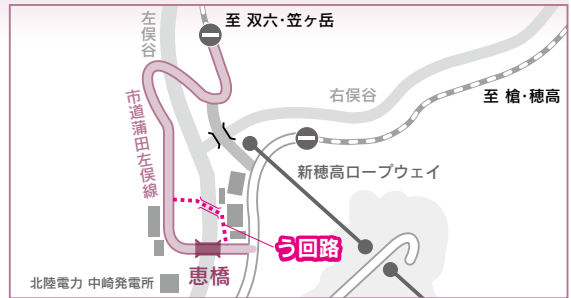 至 双六・笠ヶ岳
左俣谷
右俣谷
至 槍・穂高
市道蒲田左俣線
新穂高ロープウェイ
う回路
恵橋
北陸電力 中崎発電所